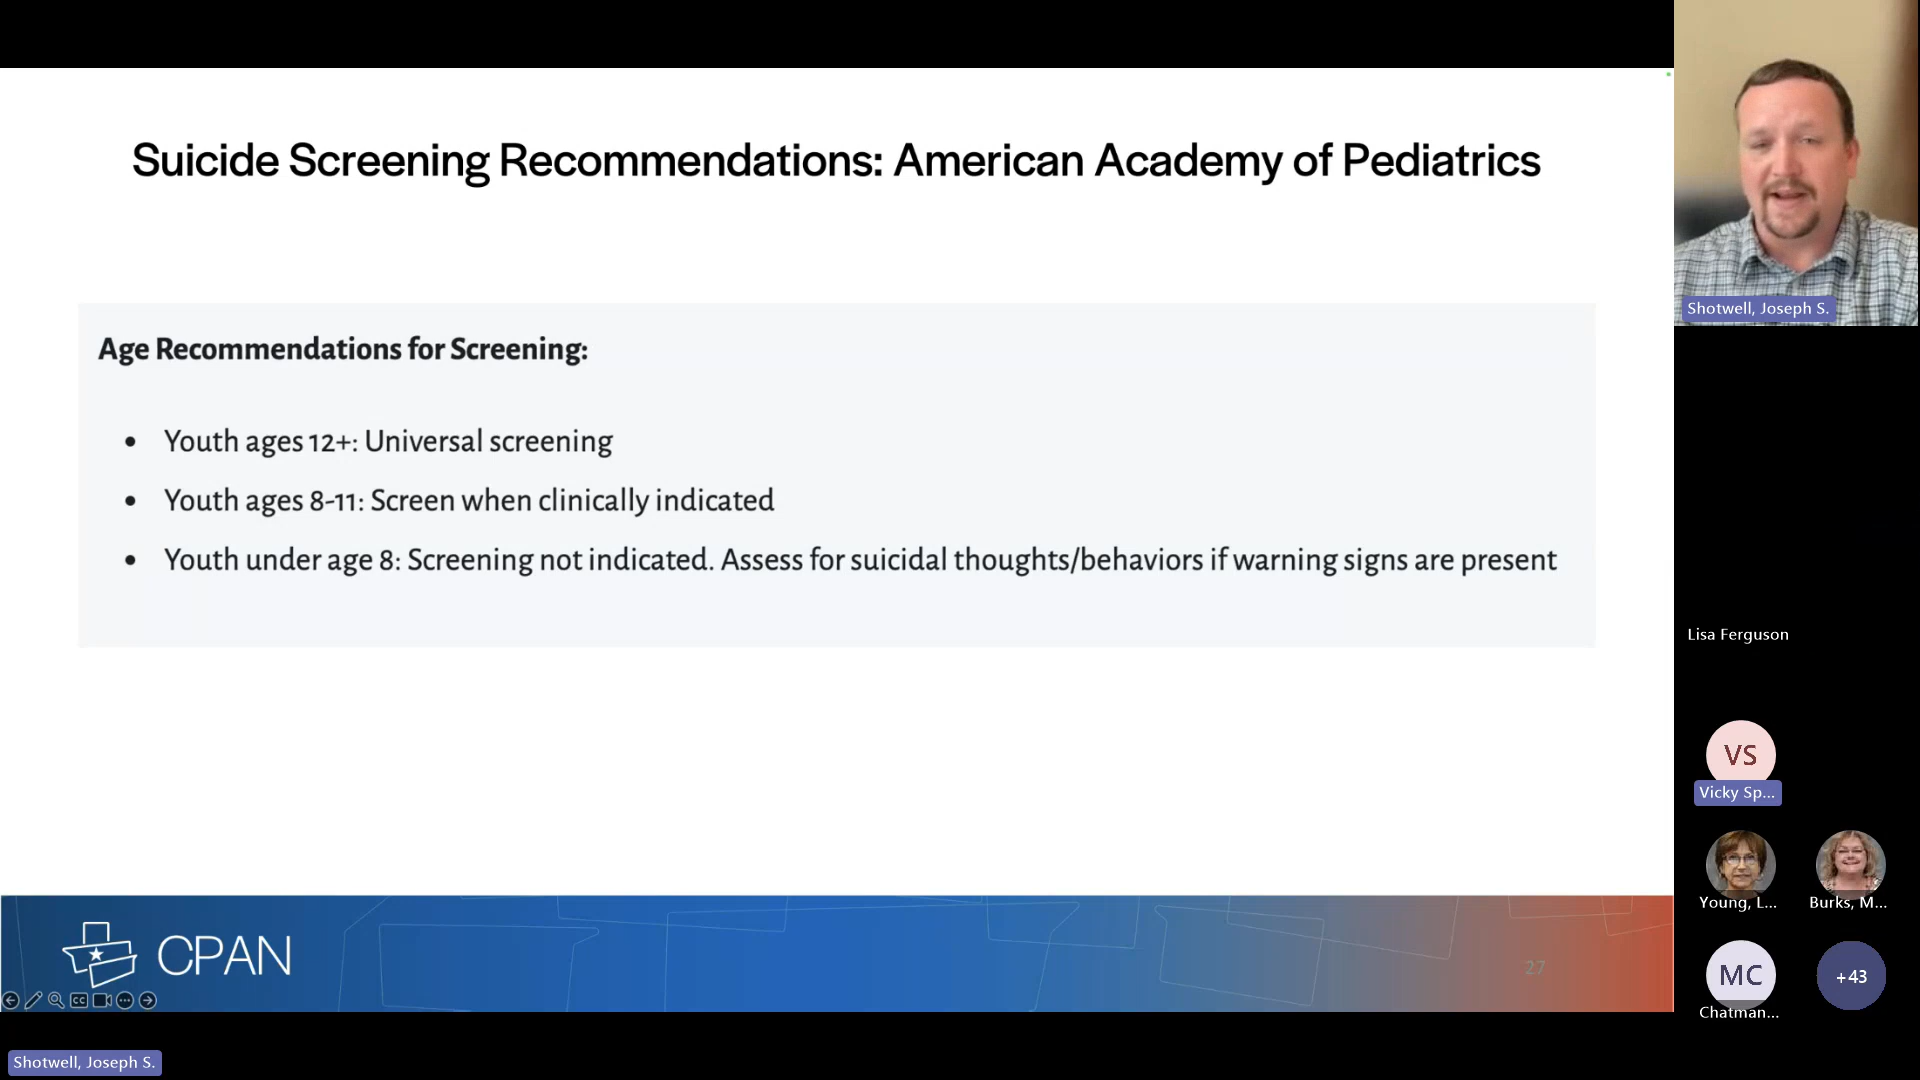 Suicide Screening Recommendations: American Academy of Pediatrics
Age Recommendations for Screening:
• Youth ages 12+: Universal screening
• Youth ages 8-11: Screen when clinically indicated
• Youth under age 8: Screening not indicated. Assess for suicidal thoughts/behaviors if warning signs are present
CPAN
27
CC
Shotwell, Joseph S.
Shotwell, Joseph S.
Lisa Ferguson
VS
Vicky Sp...
Young, L...
Burks, M...
MC
+43
Chatman...